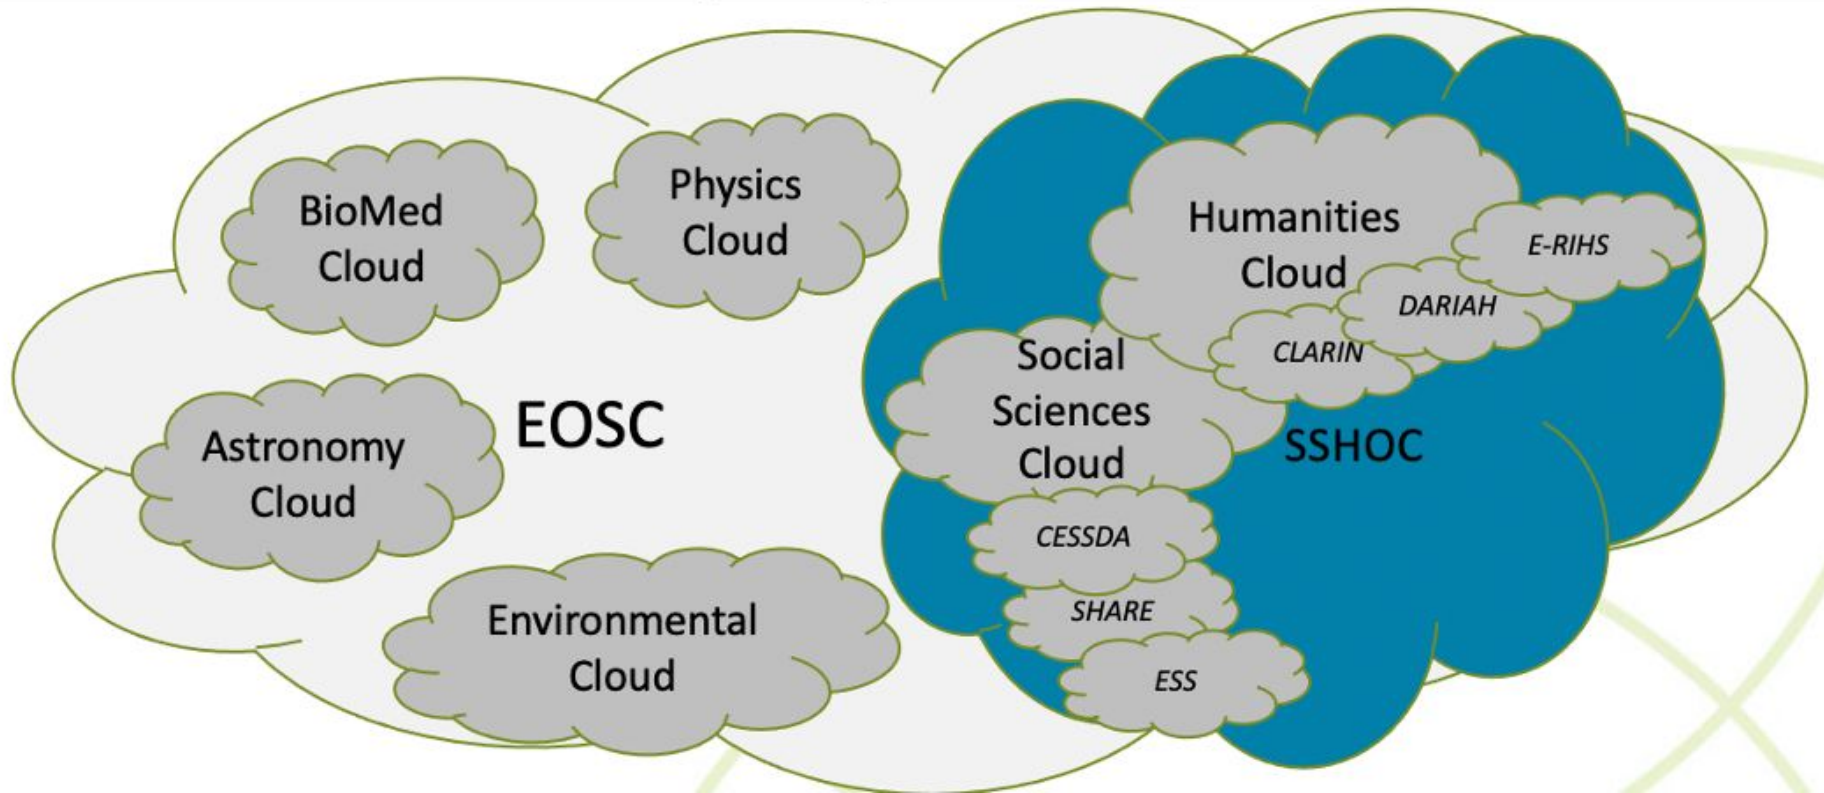 BioMed
Cloud
Physics
Cloud
Astronomy
Cloud
EOSC
Environmental
Cloud
Humanities
Cloud
E-RIHS
DARIAH
CLARIN
Social
Sciences
Cloud
SSHOC
CESSDA
SHARE
ESS